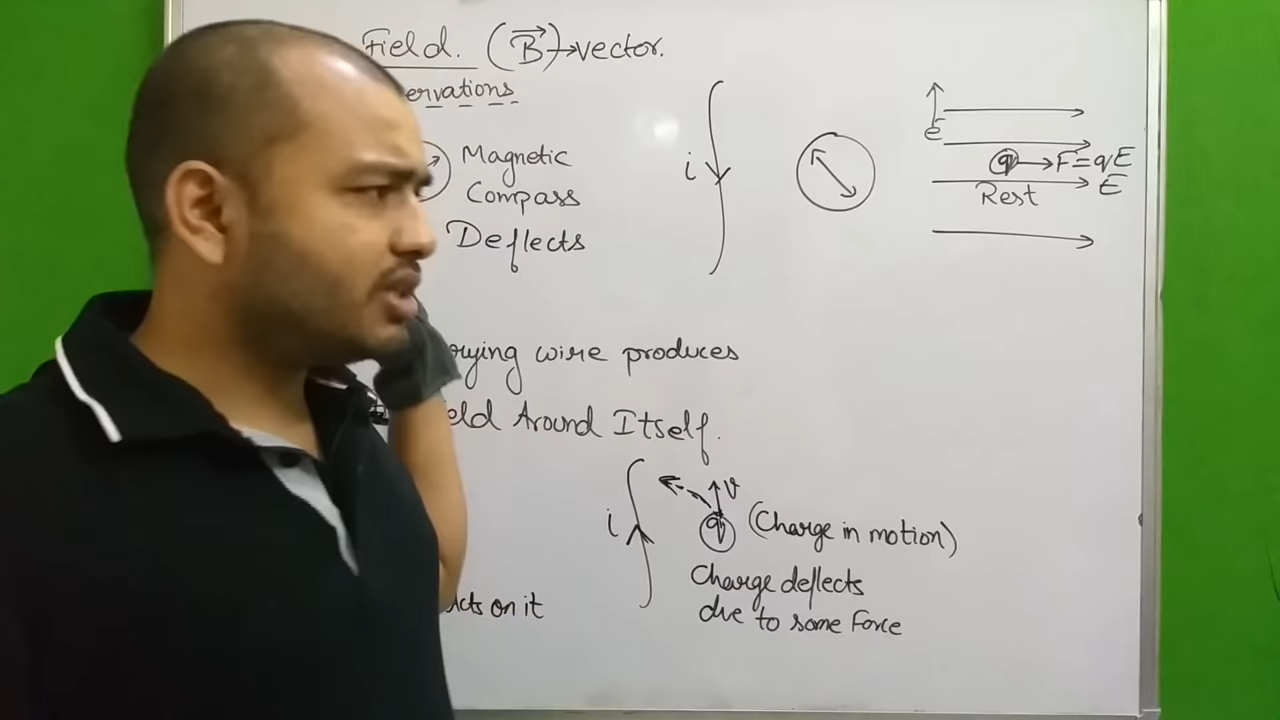 Field. (B⃗)→vector.
ervations
Magnetic
Compass
Deflects
i
e
q F=qE
E
Rest
rying wire produces
eld Around Itself.
i
v
q (Charge in motion)
Charge deflects
due to some Force
Acts on it